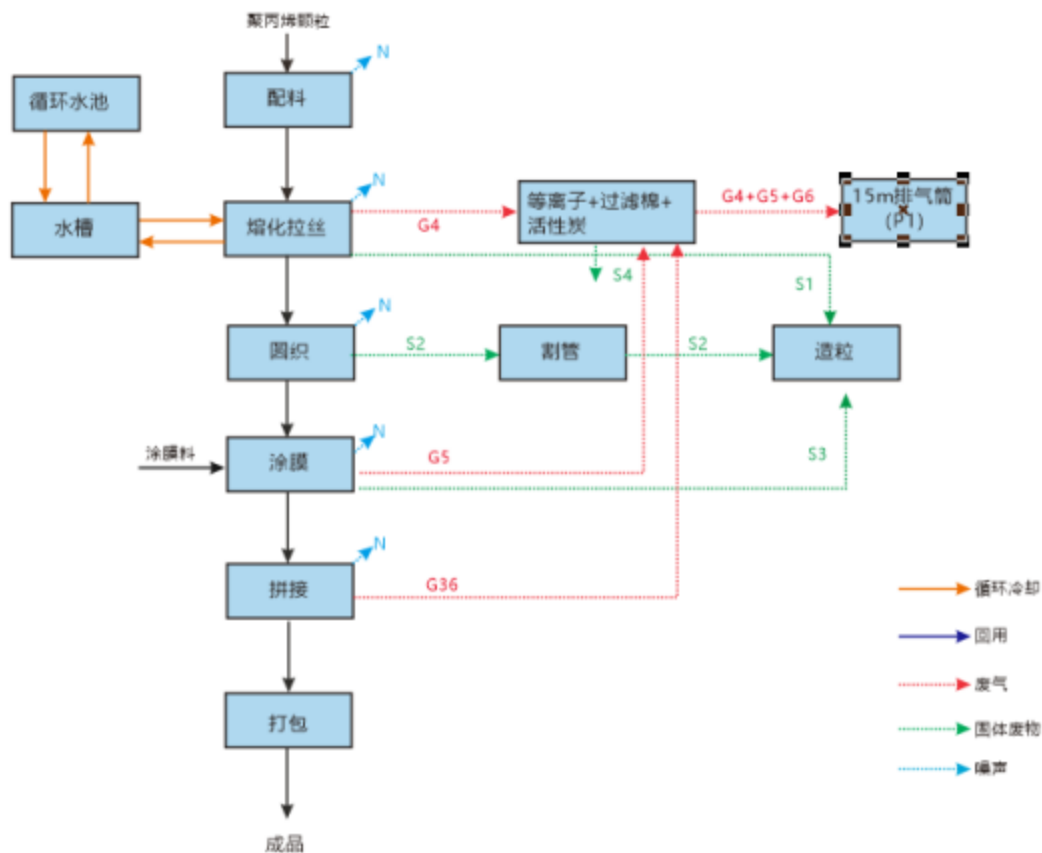 聚丙烯颗粒
N
循环水池
配料
N
水槽
熔化拉丝
G4
等离子+过滤棉+
活性炭
G4+G5+G6
15m排气筒
(P1)
S4
S1
N
圆织
S2
割管
S2
造粒
N
涂膜料
涂膜
G5
S3
N
拼接
G36
循环冷却
回用
打包
废气
固体废物
噪声
成品